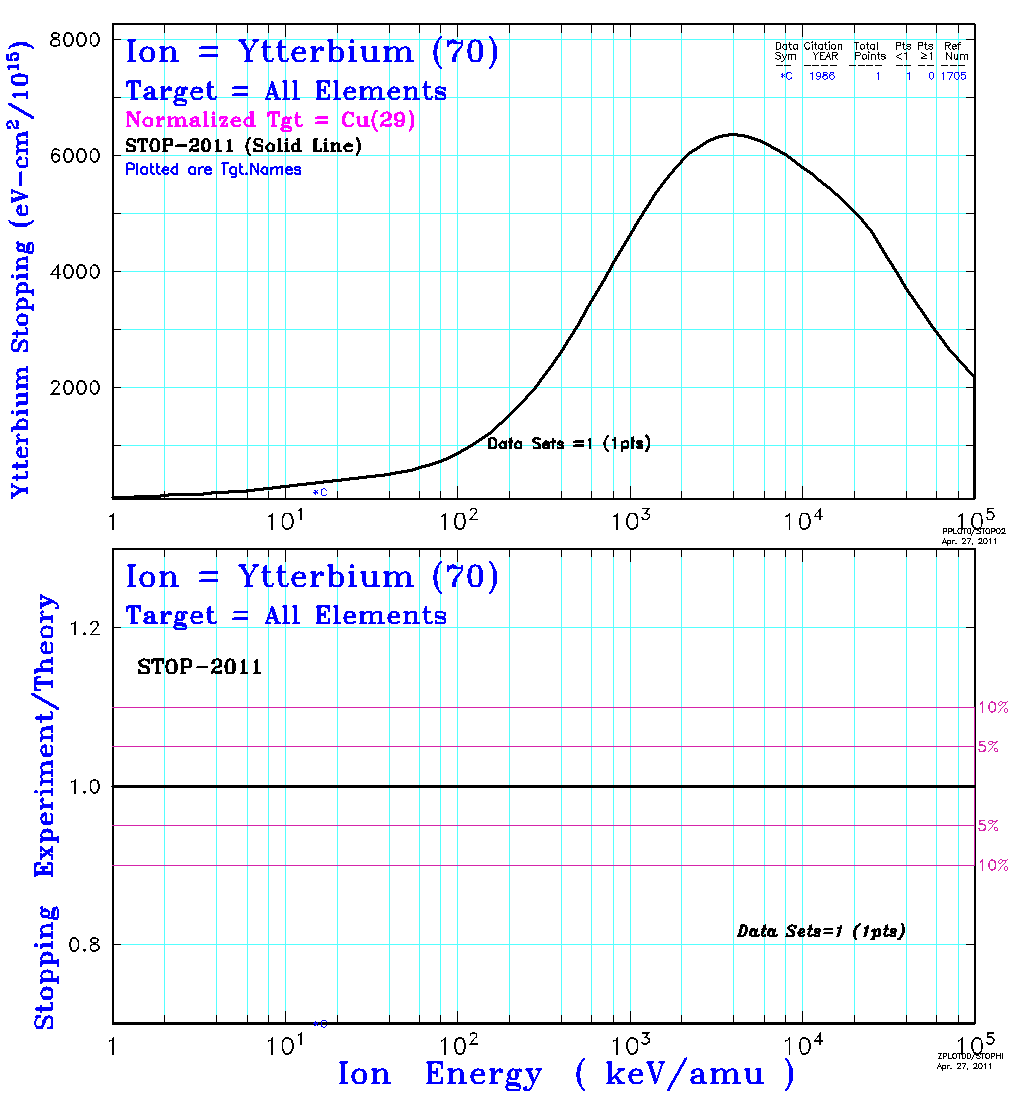 Ion = Ytterbium (70)
Target = All Elements
Normalized Tgt = Cu(29)
STOP-2011 (Solid Line)
Plotted are Tgt.Names
Data Citation Total Pts Pts Ref
Sym YEAR Points <1 ≥1 Num
*C 1986 1 1 0 1705
Ytterbium Stopping (eV-cm²/10¹⁵)
8000
6000
4000
2000
Data Sets =1 (1pts)
*C
1 10¹ 10² 10³ 10⁴ 10⁵
PPLOT0/STOP02
Apr. 27, 2011
Ion = Ytterbium (70)
Target = All Elements
STOP-2011
Stopping Experiment/Theory
1.2
1.0
0.8
10%
5%
5%
10%
Data Sets=1 (1pts)
1 10¹ 10² 10³ 10⁴ 10⁵
Ion Energy ( keV/amu )
Apr. 27, 2011